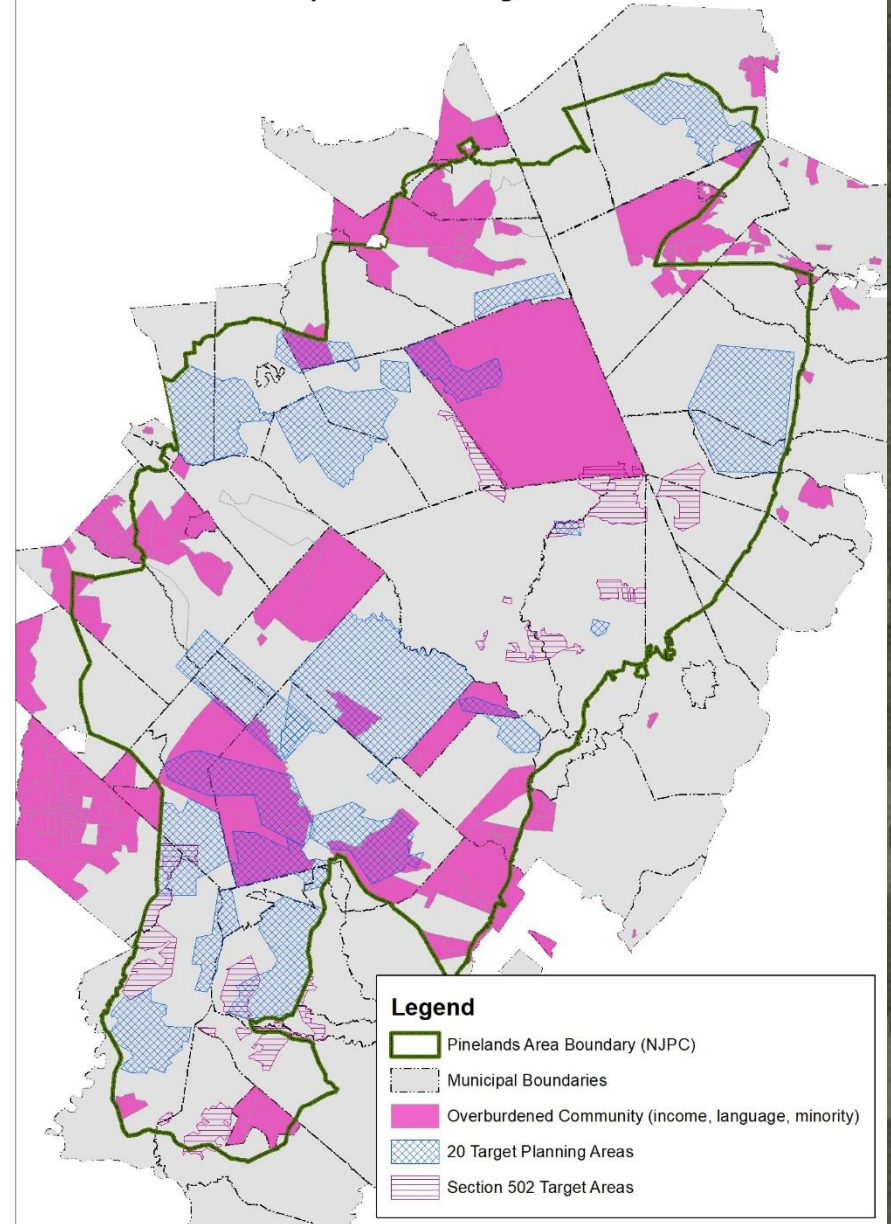 Legend
Pinelands Area Boundary (NJPC)
Municipal Boundaries
Overburdened Community (income, language, minority)
20 Target Planning Areas
Section 502 Target Areas